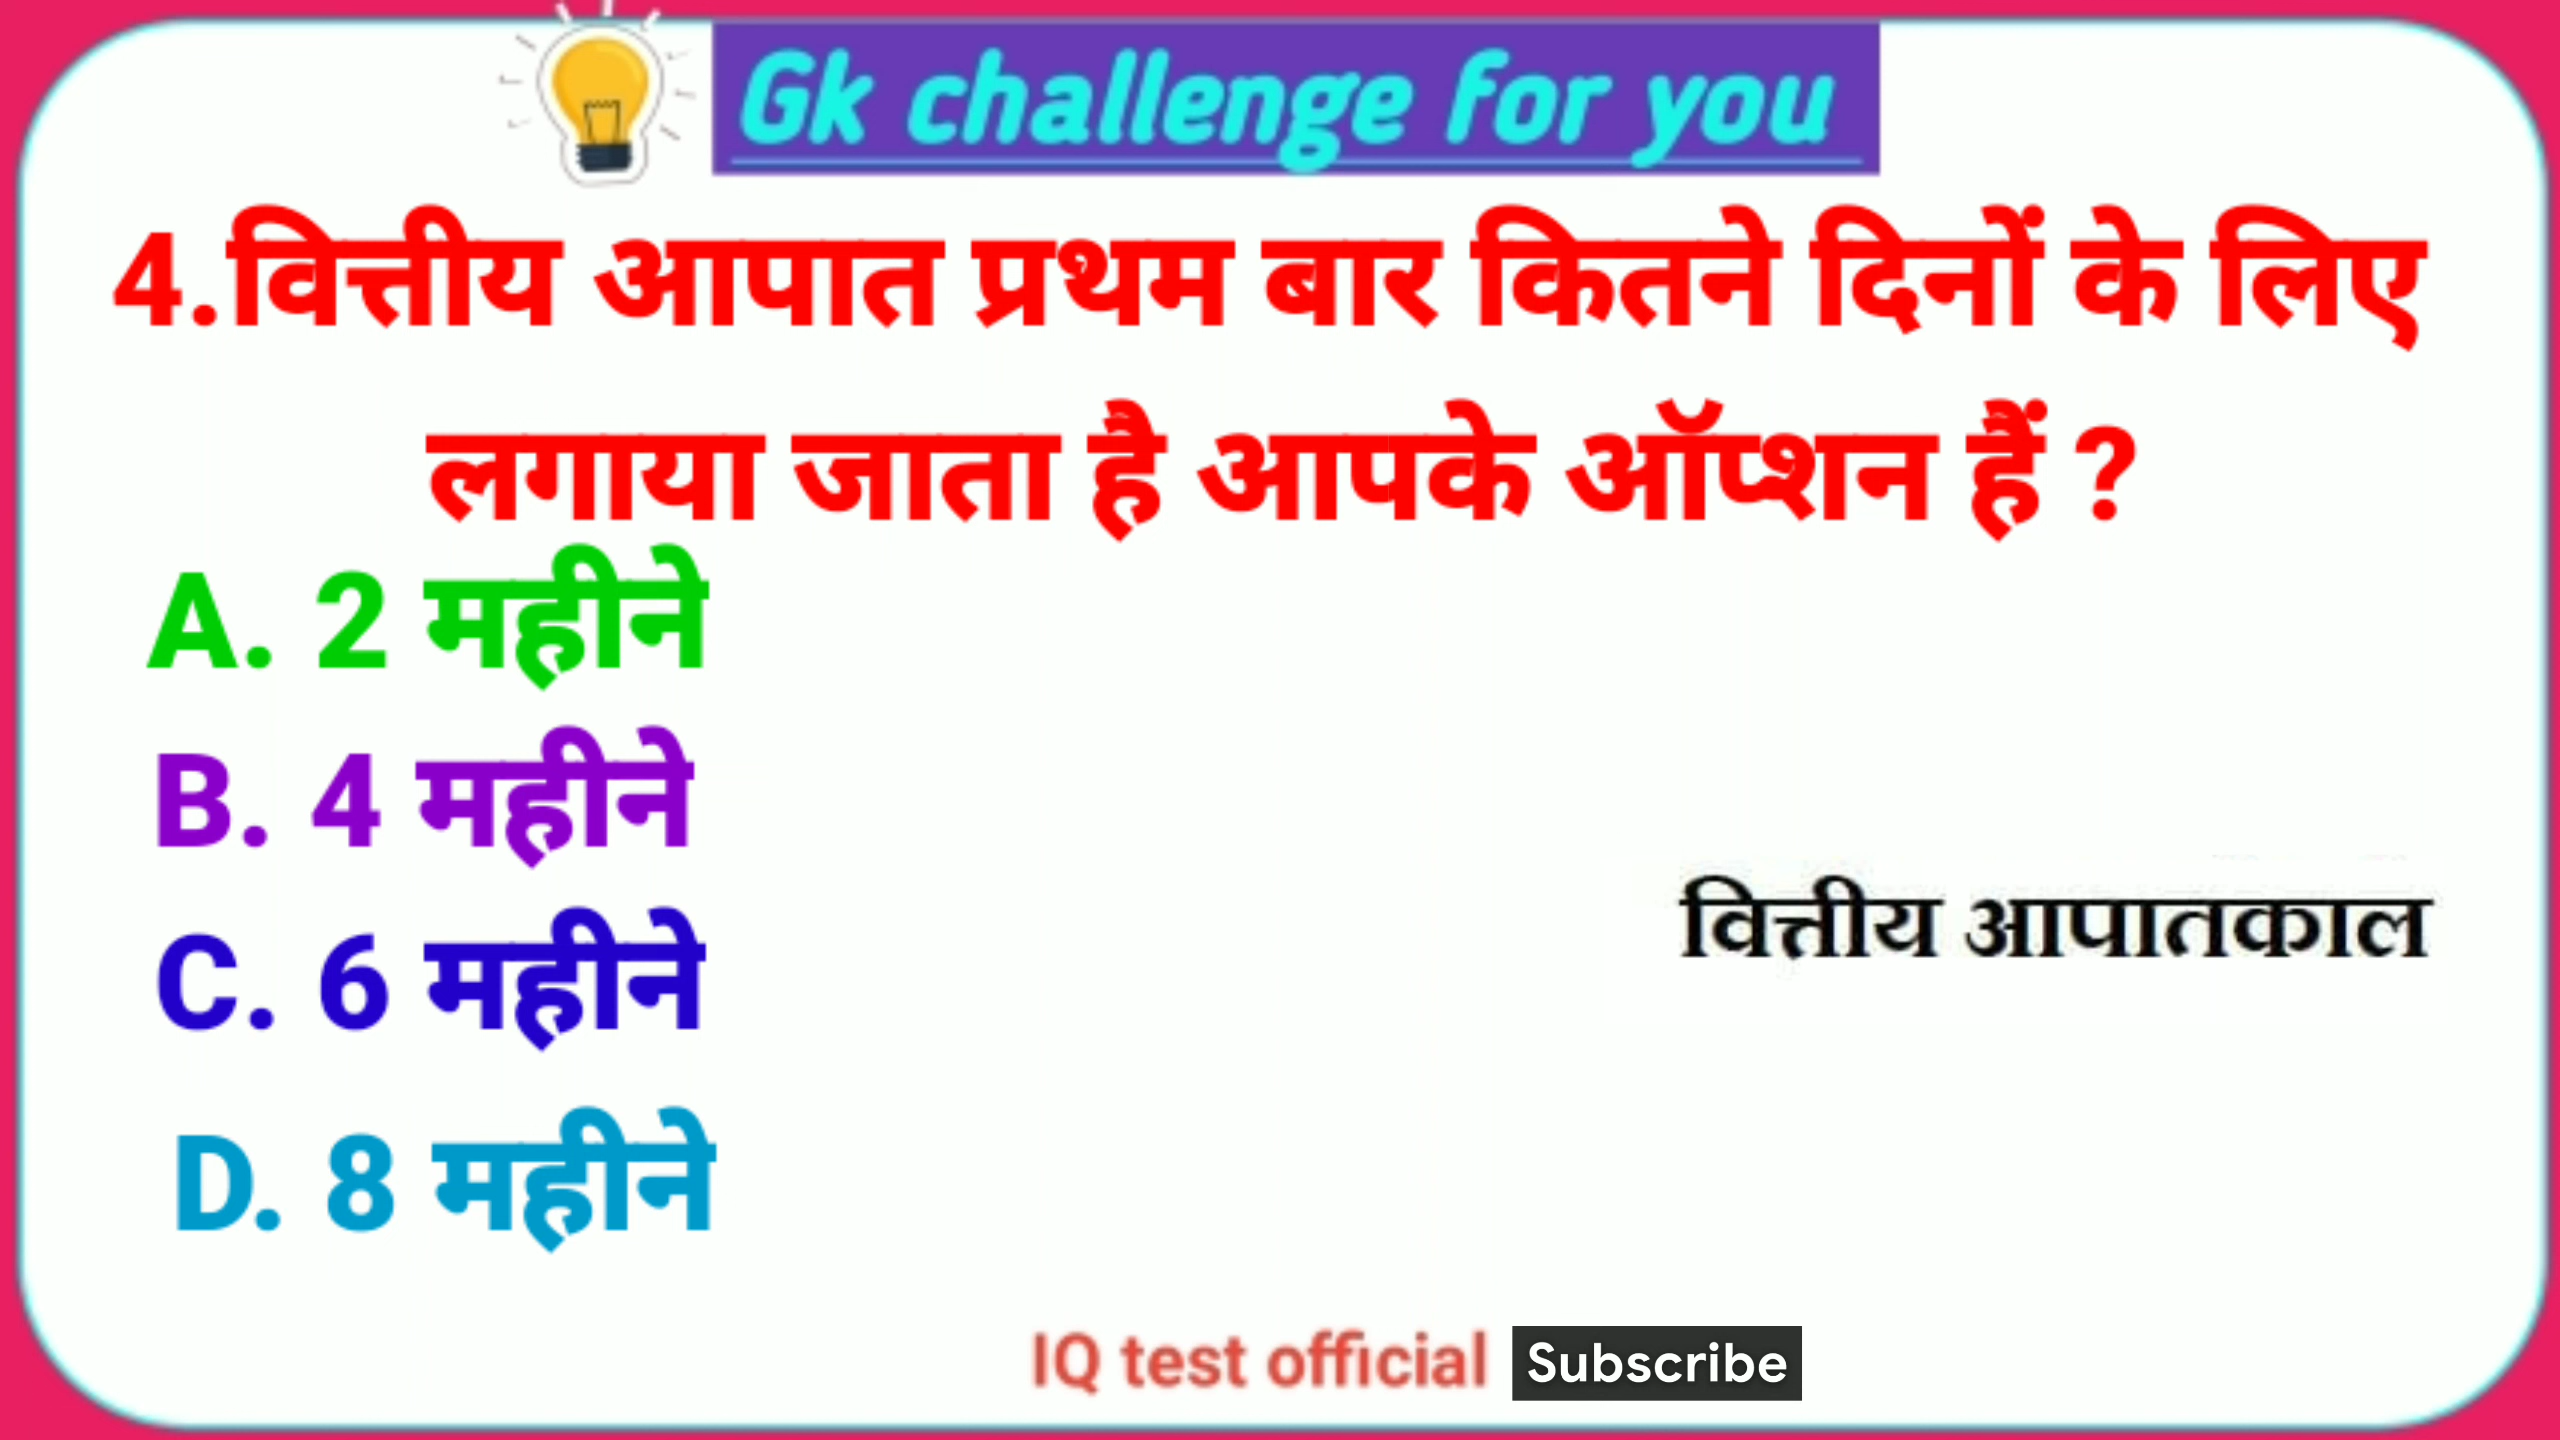 Gk challenge for you
4.वित्तीय आपात प्रथम बार कितने दिनों के लिए
लगाया जाता है आपके ऑप्शन हैं ?
A. 2 महीने
B. 4 महीने
C. 6 महीने
D. 8 महीने
वित्तीय आपातकाल
IQ test official Subscribe